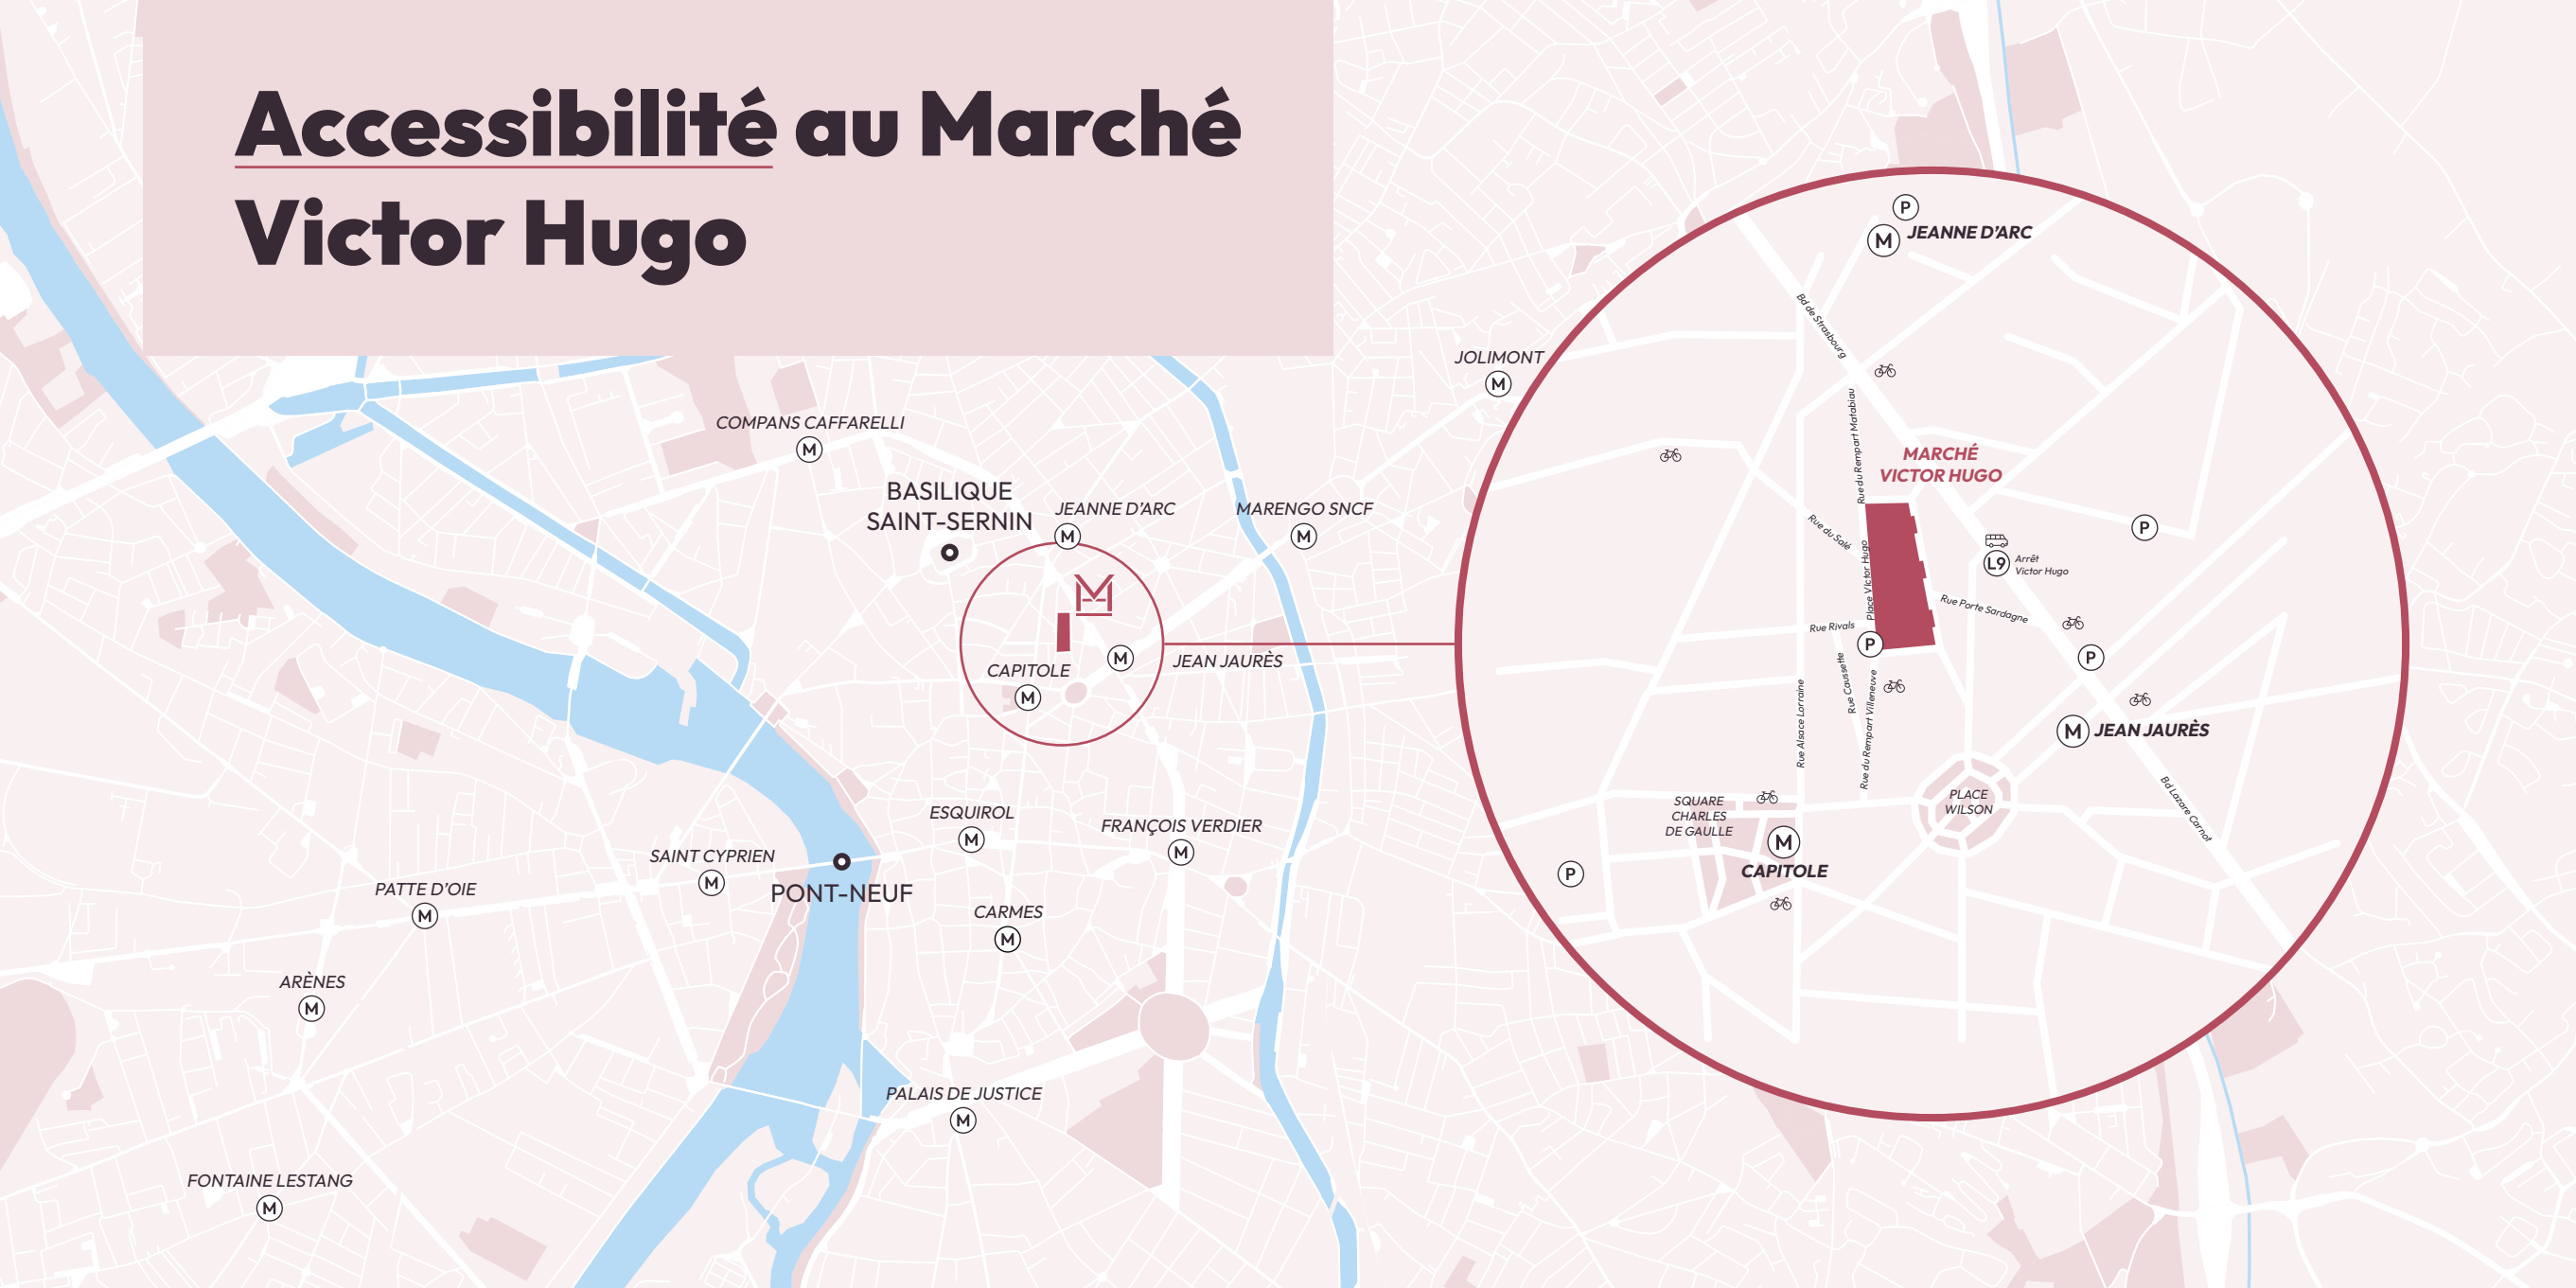 Accessibilité au Marché
Victor Hugo
JOLIMONT
M
COMPANS CAFFARELLI
M
BASILIQUE
SAINT-SERNIN
JEANNE D'ARC
M
MARENGO SNCF
M
M
CAPITOLE
M
M
JEAN JAURÈS
ESQUIROL
M
FRANÇOIS VERDIER
M
SAINT CYPRIEN
M
PONT-NEUF
PATTE D'OIE
M
CARMES
M
ARÈNES
M
PALAIS DE JUSTICE
M
FONTAINE LESTANG
M
P
M
JEANNE D'ARC
Bd de Strasbourg
Rue du Rempart Matabiau
MARCHÉ
VICTOR HUGO
Rue du Salé
Place Victor Hugo
P
L9
Arrêt
Victor Hugo
Rue Porte Sardagne
Rue Rivals
P
P
Rue Caussette
Rue du Rempart Villeneuve
Rue Alsace Lorraine
M
JEAN JAURÈS
Bd Lazare Carnot
SQUARE
CHARLES
DE GAULLE
PLACE
WILSON
M
CAPITOLE
P